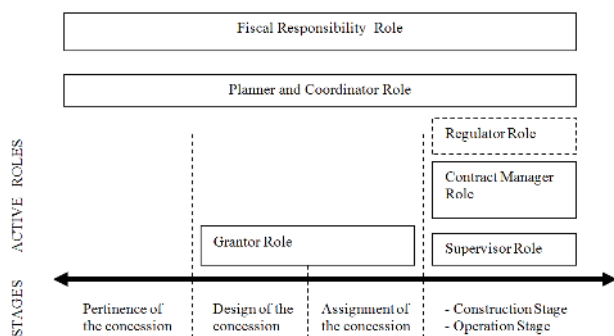 Fiscal Responsibility Role
Planner and Coordinator Role
Regulator Role
Contract Manager
Role
Grantor Role
Supervisor Role
ACTIVE ROLES
STAGES
Pertinence of
the concession
Design of the
concession
Assignment of
the concession
- Construction Stage
- Operation Stage